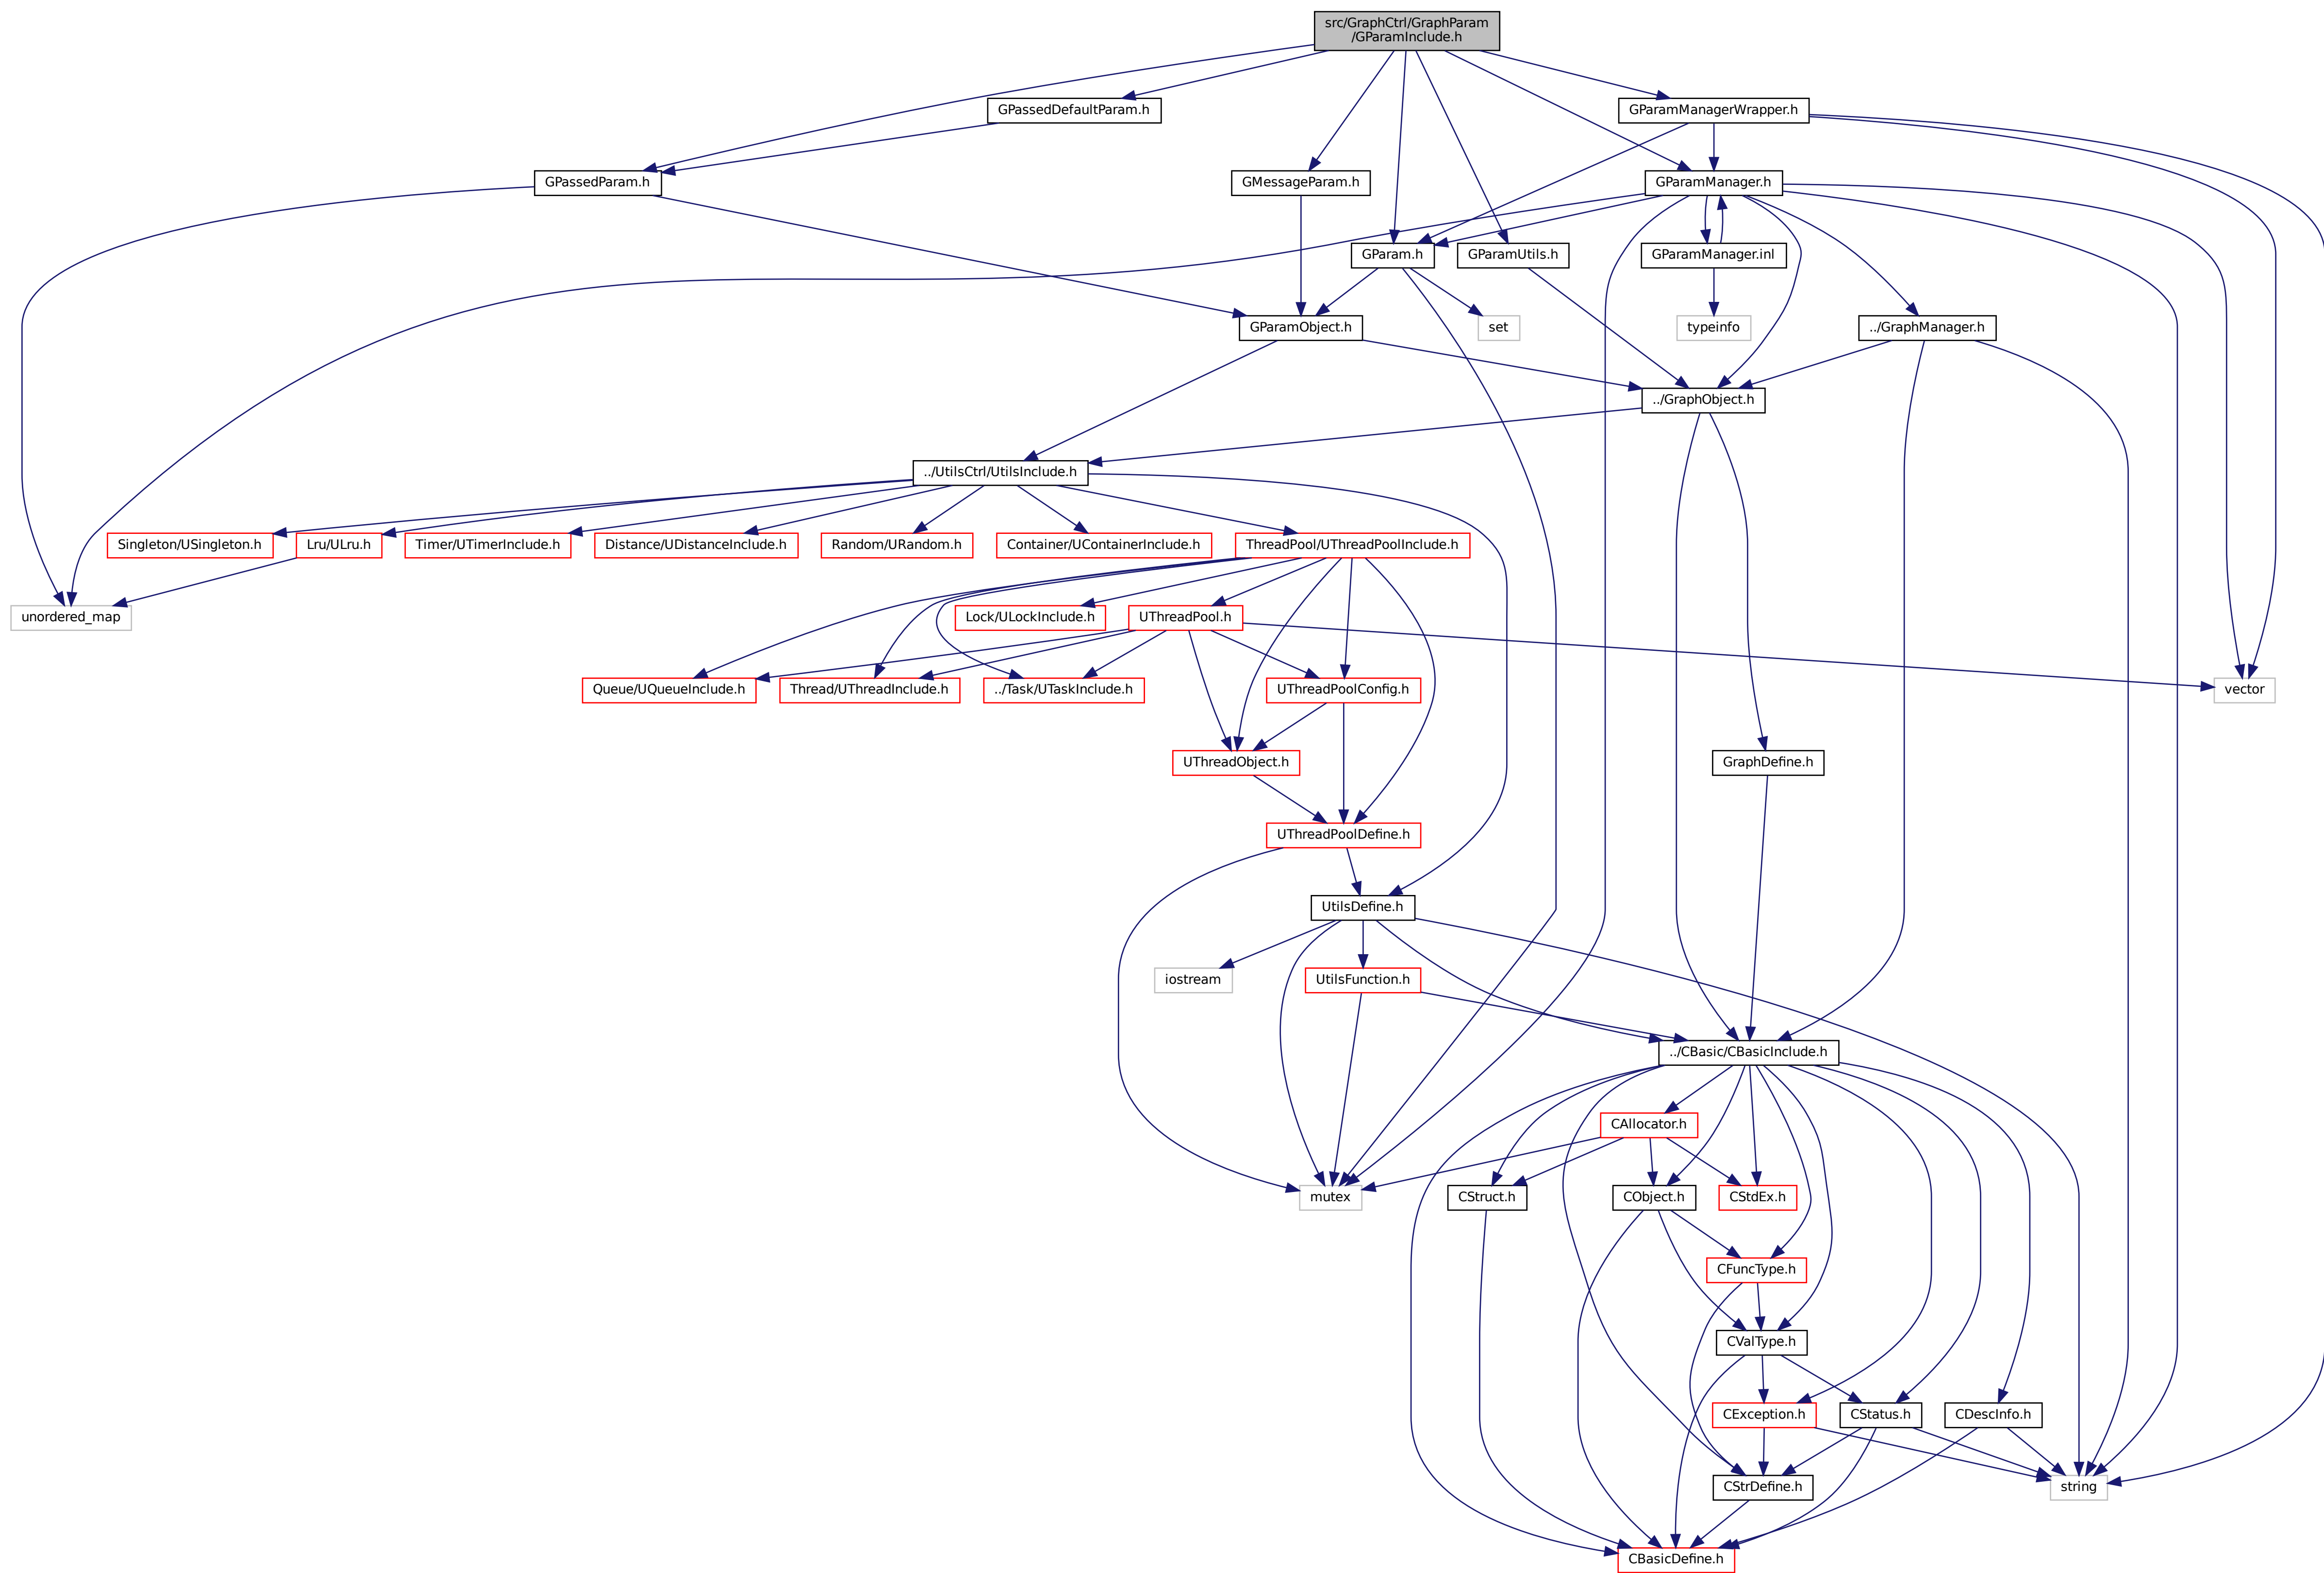 src/GraphCtrl/GraphParam
/GParamInclude.h
GPassedDefaultParam.h
GParamManagerWrapper.h
GPassedParam.h
GMessageParam.h
GParamManager.h
GParam.h
GParamUtils.h
GParamManager.inl
GParamObject.h
set
typeinfo
../GraphManager.h
../GraphObject.h
../UtilsCtrl/UtilsInclude.h
Singleton/USingleton.h
Lru/ULru.h
Timer/UTimerInclude.h
Distance/UDistanceInclude.h
Random/URandom.h
Container/UContainerInclude.h
ThreadPool/UThreadPoolInclude.h
unordered_map
Lock/ULockInclude.h
UThreadPool.h
Queue/UQueueInclude.h
Thread/UThreadInclude.h
../Task/UTaskInclude.h
UThreadPoolConfig.h
vector
UThreadObject.h
GraphDefine.h
UThreadPoolDefine.h
UtilsDefine.h
iostream
UtilsFunction.h
../CBasic/CBasicInclude.h
CAllocator.h
mutex
CStruct.h
CObject.h
CStdEx.h
CFuncType.h
CValType.h
CException.h
CStatus.h
CDescInfo.h
CStrDefine.h
string
CBasicDefine.h